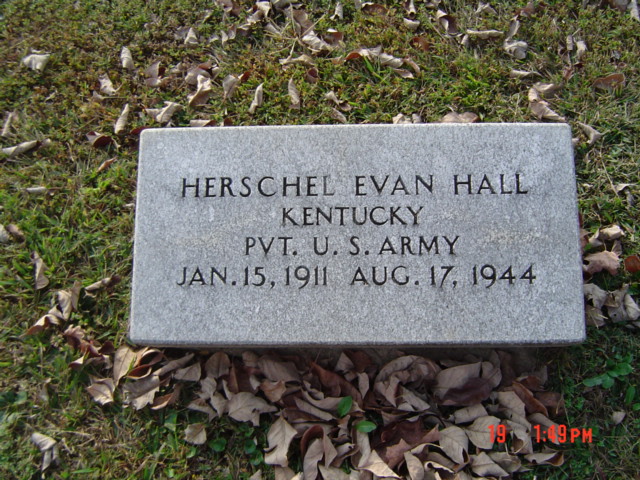 HERSCHEL EVAN HALL
KENTUCKY
PVT. U. S. ARMY
JAN. 15, 1911 AUG. 17, 1944
19 1:49PM